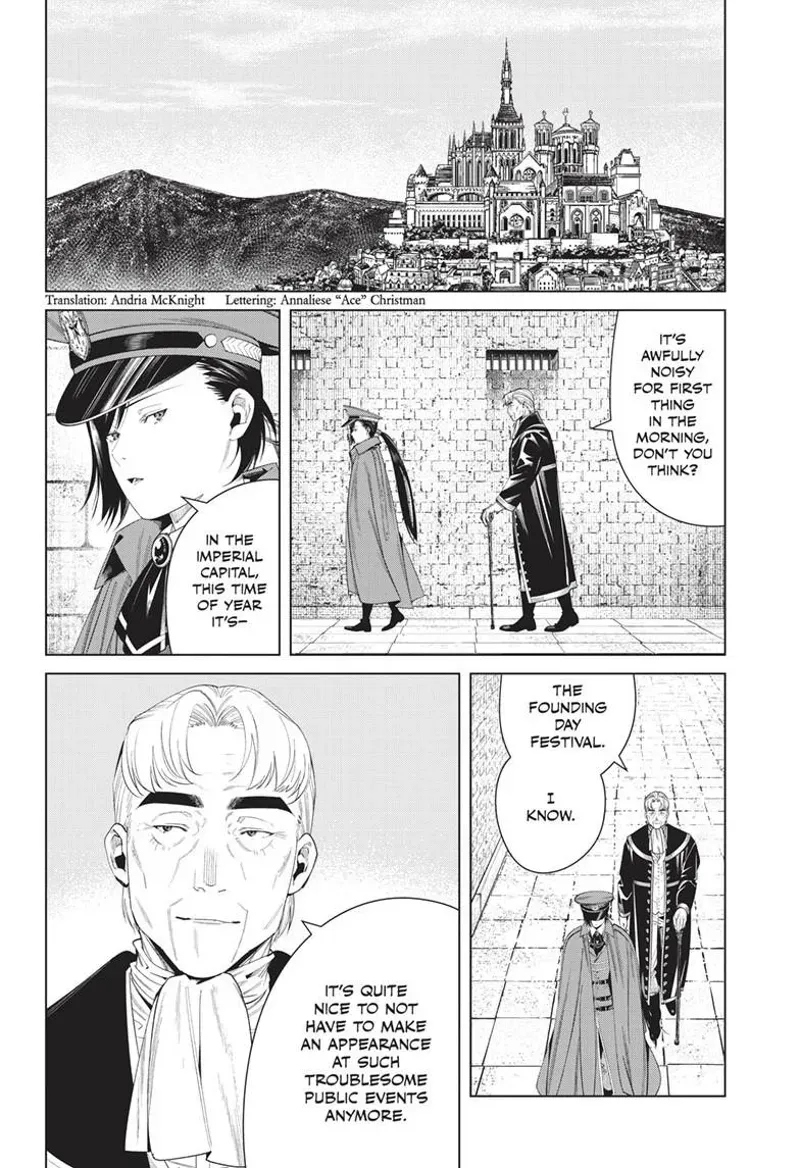 Translation: Andria McKnight Lettering: Annaliese “Ace” Christman
IT'S
AWFULLY
NOISY
FOR FIRST
THING
IN THE
MORNING,
DON'T YOU
THINK?
IN THE
IMPERIAL
CAPITAL,
THIS TIME
OF YEAR
IT'S–
THE
FOUNDING
DAY
FESTIVAL.
I
KNOW.
IT'S QUITE
NICE TO NOT
HAVE TO MAKE
AN APPEARANCE
AT SUCH
TROUBLESOME
PUBLIC EVENTS
ANYMORE.